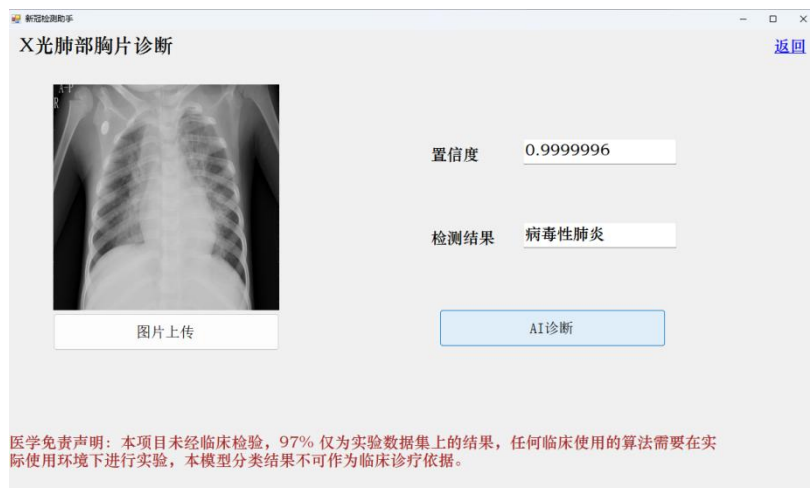 新冠检测助手
X光肺部胸片诊断
返回
A-P
R
置信度
0.9999996
检测结果
病毒性肺炎
图片上传
AI诊断
医学免责声明：本项目未经临床检验，97% 仅为实验数据集上的结果，任何临床使用的算法需要在实
际使用环境下进行实验，本模型分类结果不可作为临床诊疗依据。